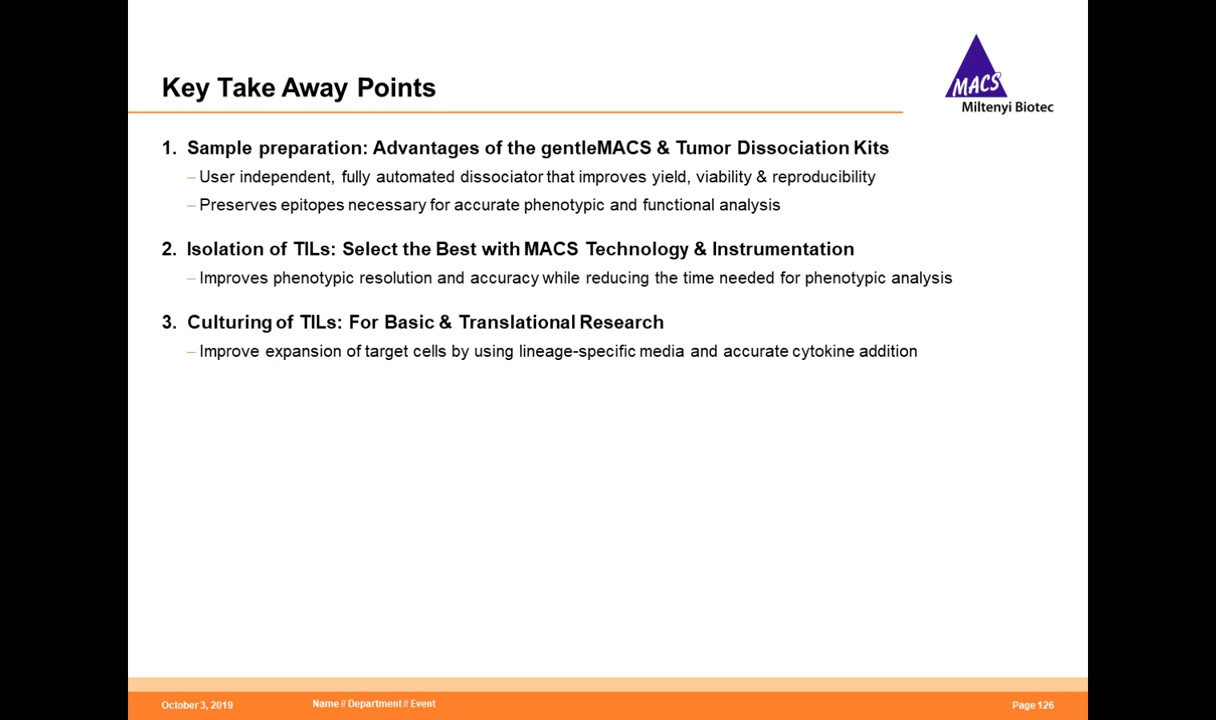 Key Take Away Points
MACS
Miltenyi Biotec
1. Sample preparation: Advantages of the gentleMACS & Tumor Dissociation Kits
– User independent, fully automated dissociator that improves yield, viability & reproducibility
– Preserves epitopes necessary for accurate phenotypic and functional analysis
2. Isolation of TILs: Select the Best with MACS Technology & Instrumentation
– Improves phenotypic resolution and accuracy while reducing the time needed for phenotypic analysis
3. Culturing of TILs: For Basic & Translational Research
– Improve expansion of target cells by using lineage-specific media and accurate cytokine addition
October 3, 2019
Name // Department // Event
Page 126